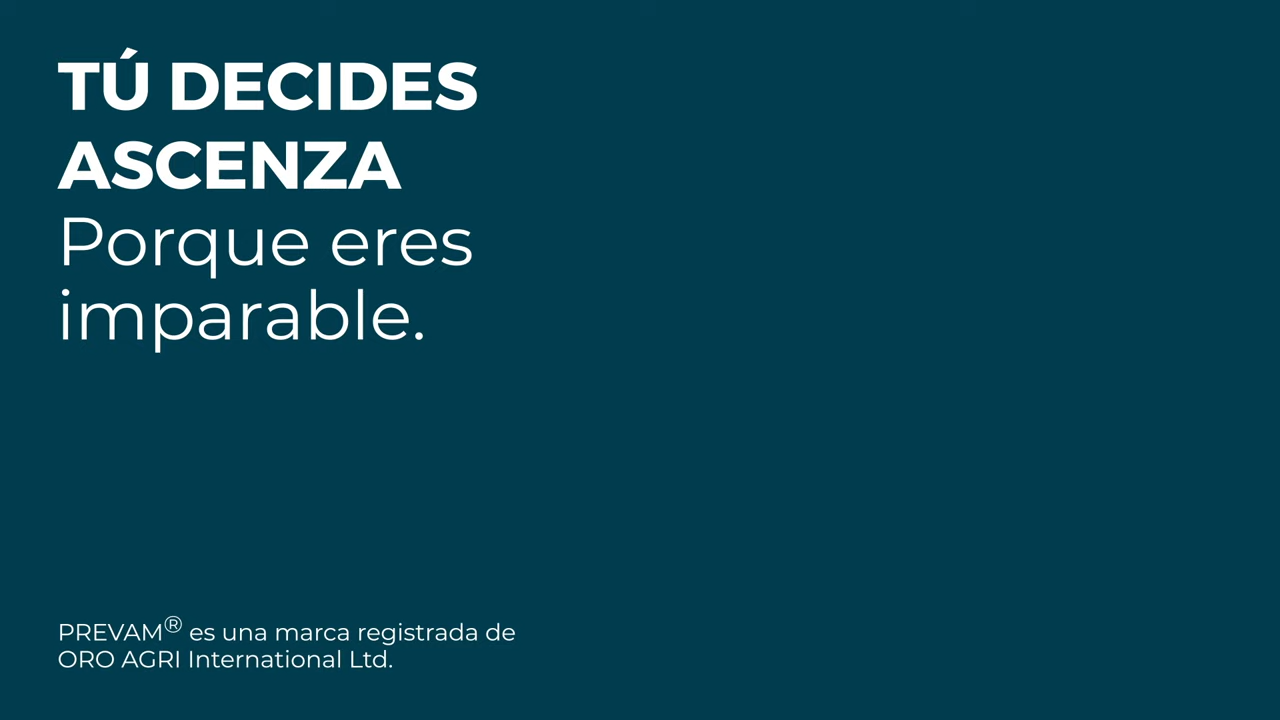 TÚ DECIDES
ASCENZA
Porque eres
imparable.
PREVAM® es una marca registrada de
ORO AGRI International Ltd.